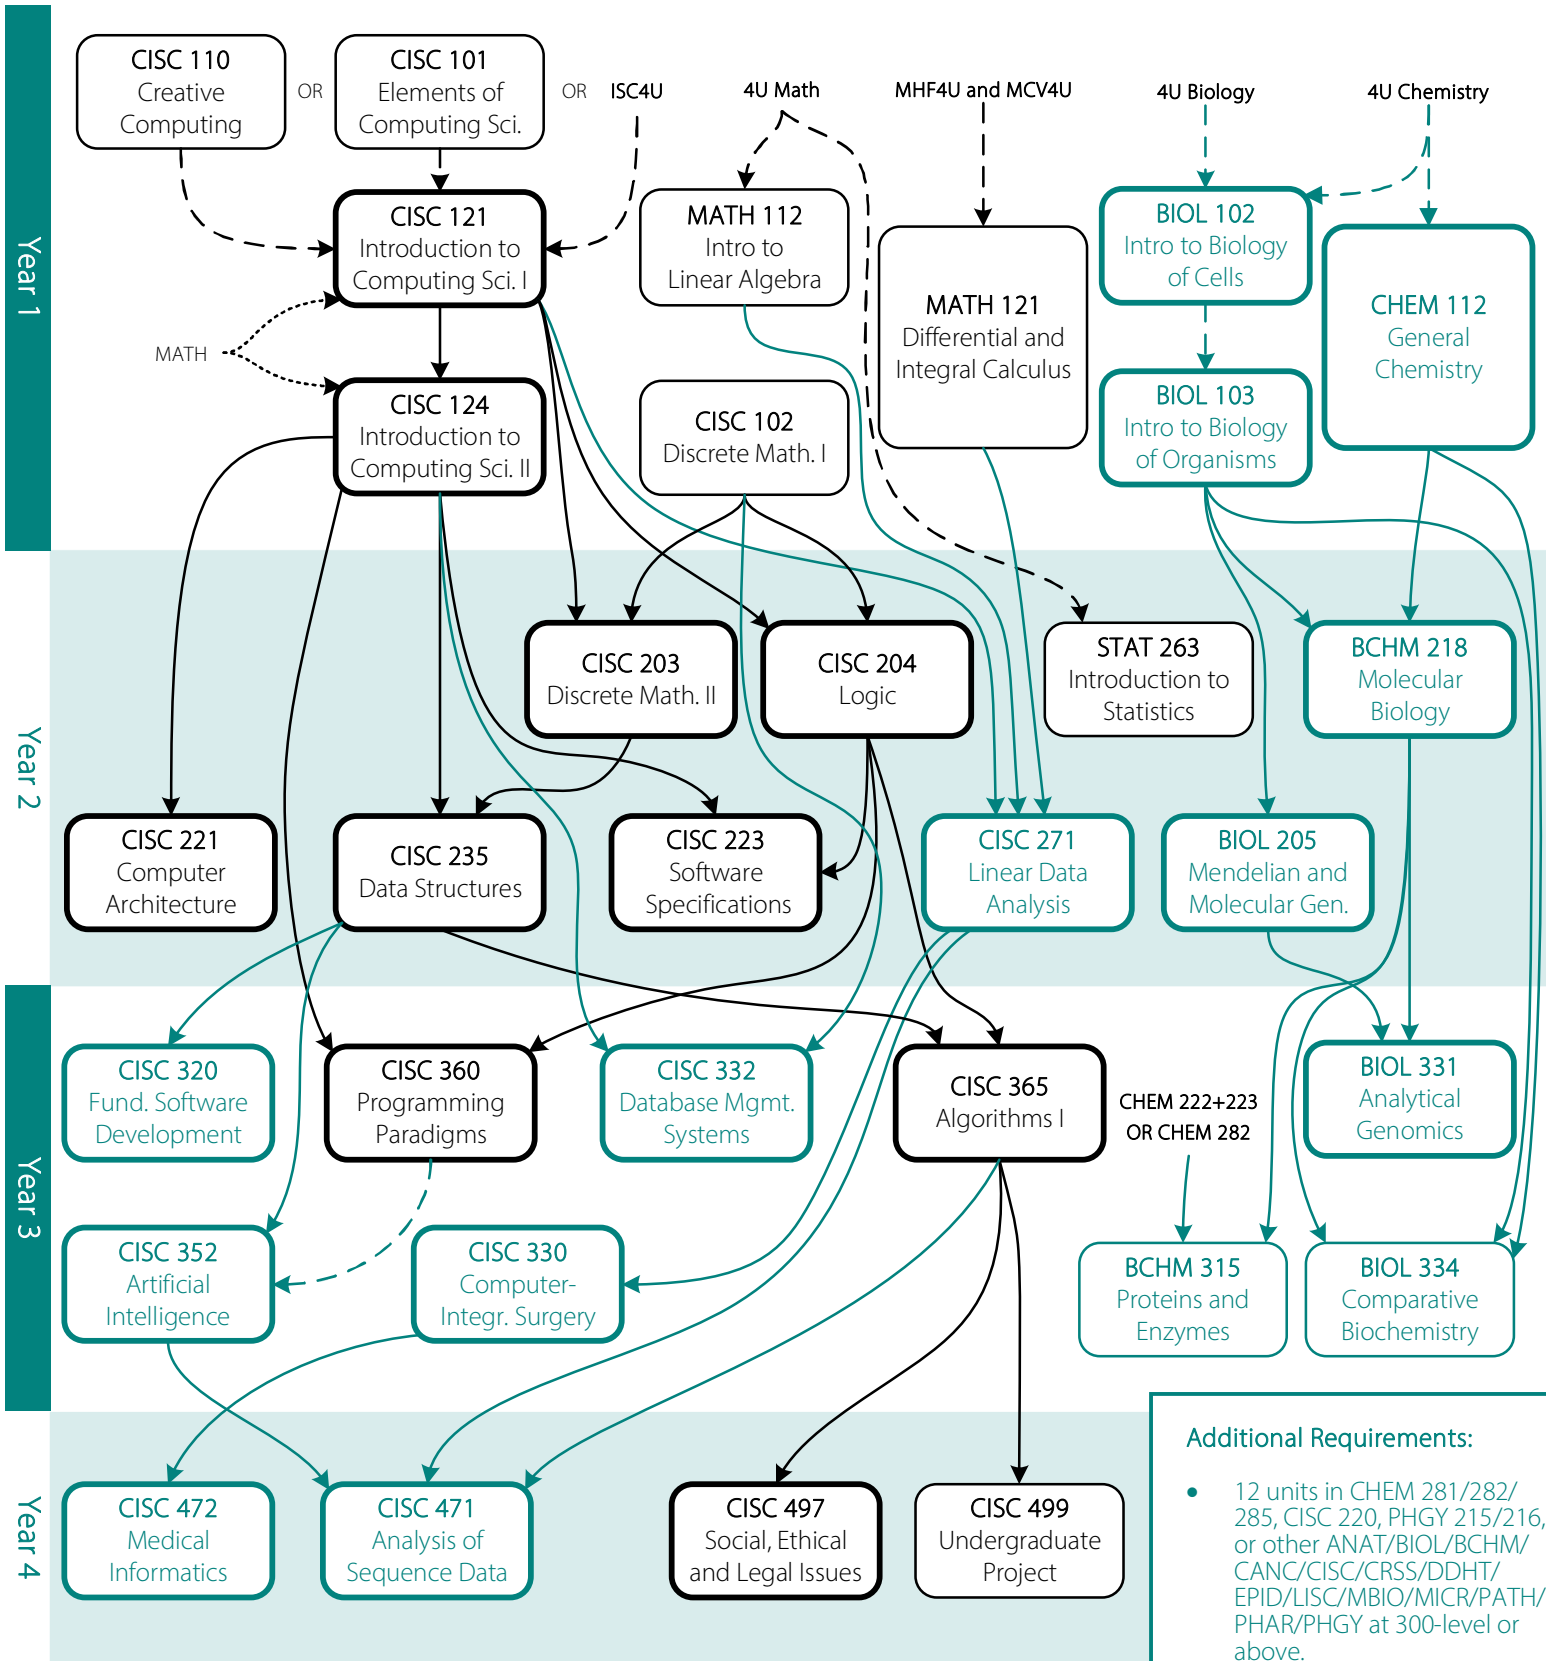 Year 1
CISC 110
Creative
Computing
OR
CISC 101
Elements of
Computing Sci.
OR
ISC4U
4U Math
MHF4U and MCV4U
4U Biology
4U Chemistry
CISC 121
Introduction to
Computing Sci. I
MATH 112
Intro to
Linear Algebra
MATH 121
Differential and
Integral Calculus
BIOL 102
Intro to Biology
of Cells
CHEM 112
General
Chemistry
MATH
CISC 124
Introduction to
Computing Sci. II
CISC 102
Discrete Math. I
BIOL 103
Intro to Biology
of Organisms
Year 2
CISC 203
Discrete Math. II
CISC 204
Logic
STAT 263
Introduction to
Statistics
BCHM 218
Molecular
Biology
CISC 221
Computer
Architecture
CISC 235
Data Structures
CISC 223
Software
Specifications
CISC 271
Linear Data
Analysis
BIOL 205
Mendelian and
Molecular Gen.
Year 3
CISC 320
Fund. Software
Development
CISC 360
Programming
Paradigms
CISC 332
Database Mgmt.
Systems
CISC 365
Algorithms I
CHEM 222+223
OR CHEM 282
BIOL 331
Analytical
Genomics
CISC 352
Artificial
Intelligence
CISC 330
Computer-
Integr. Surgery
BCHM 315
Proteins and
Enzymes
BIOL 334
Comparative
Biochemistry
Year 4
CISC 472
Medical
Informatics
CISC 471
Analysis of
Sequence Data
CISC 497
Social, Ethical
and Legal Issues
CISC 499
Undergraduate
Project
Additional Requirements:
• 12 units in CHEM 281/282/
285, CISC 220, PHGY 215/216,
or other ANAT/BIOL/BCHM/
CANC/CISC/CRSS/DDHT/
EPID/LISC/MBIO/MICR/PATH/
PHAR/PHGY at 300-level or
above.